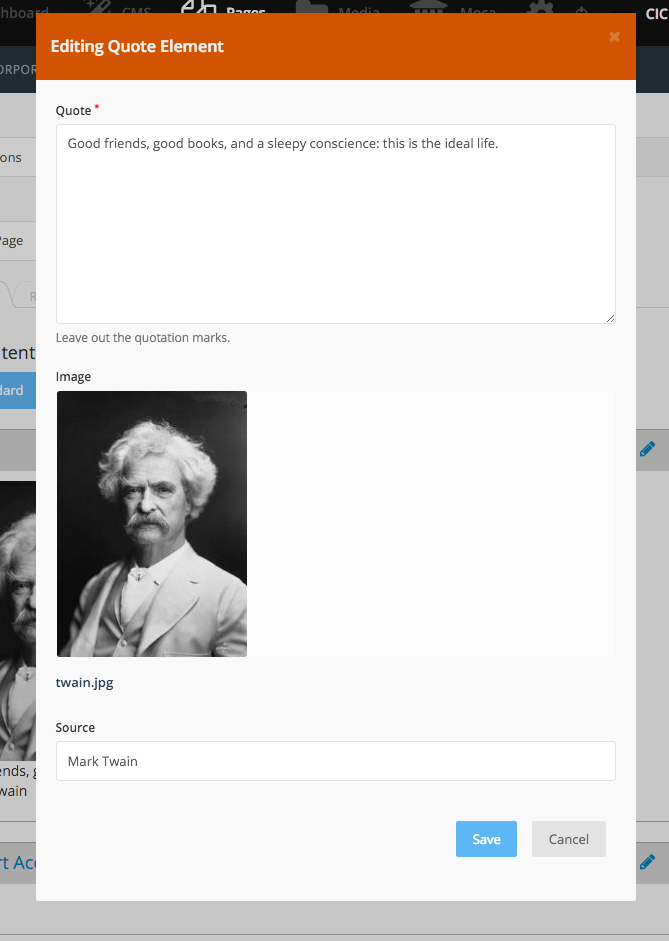 hboard CMS Pages Media Moca CIC
ORPOR
Editing Quote Element
Quote *
Good friends, good books, and a sleepy conscience: this is the ideal life.
ons
Page
R
Leave out the quotation marks.
tent
Image
dard
twain.jpg
Source
Mark Twain
ends, g
wain
Save Cancel
rt Acc